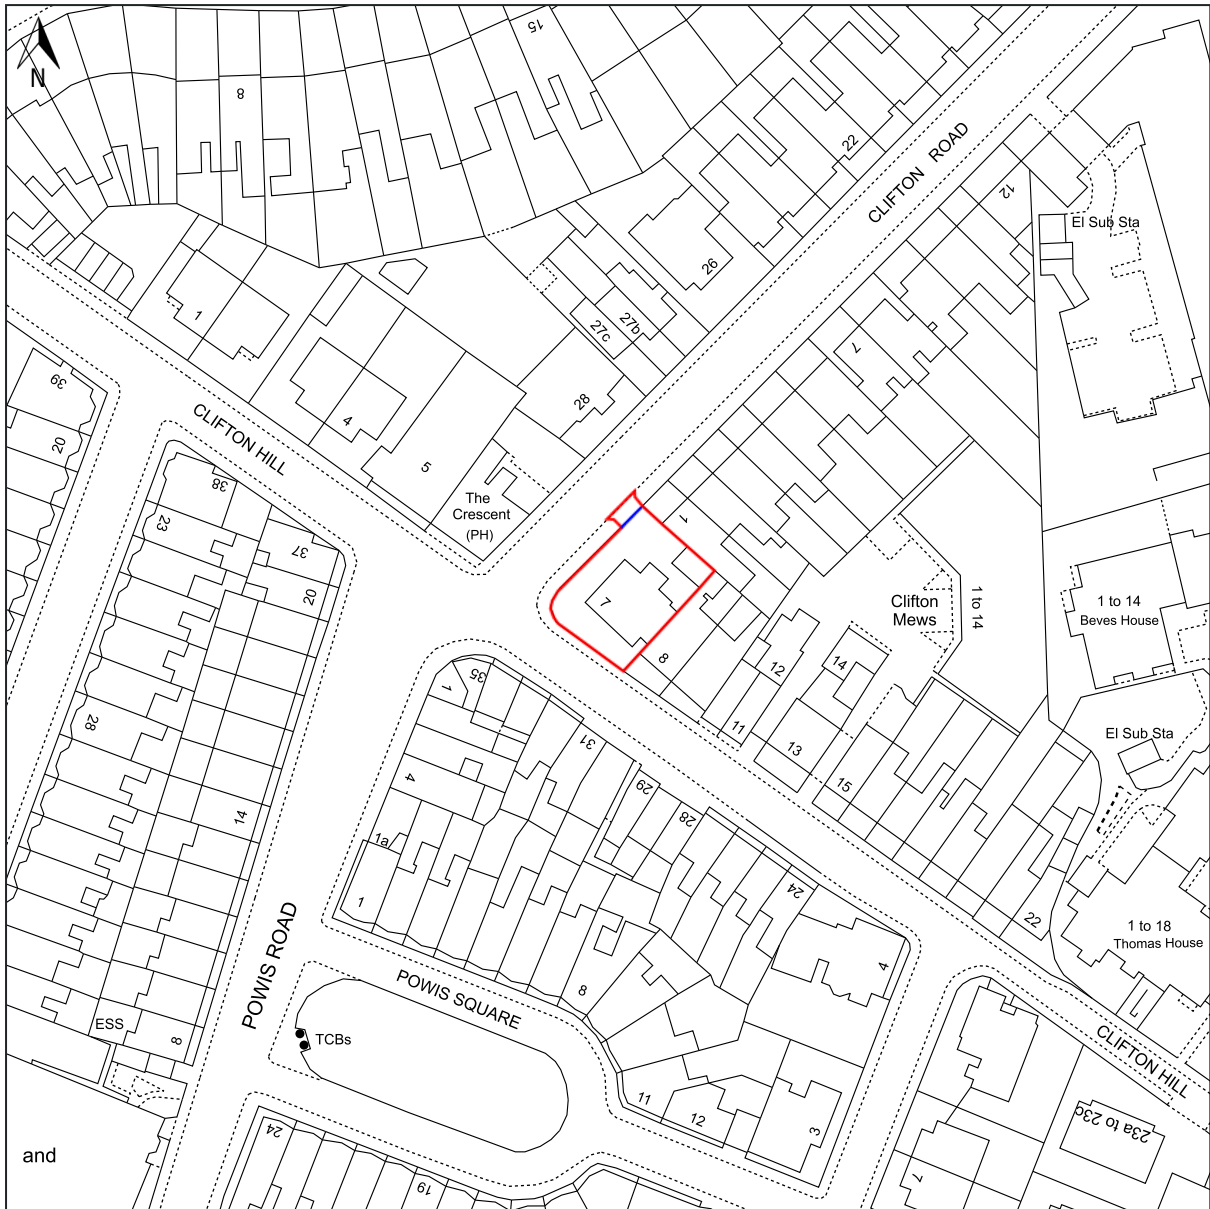 N
15
8
22
CLIFTON ROAD
12
El Sub Sta
26
1
27b
27c
7
39
28
4
20
CLIFTON HILL
5
38
The
Crescent
(PH)
1
23
37
20
7
Clifton
Mews
1 to 14
1 to 14
Beves House
8
12
14
35
1
28
11
31
13
El Sub Sta
4
29
15
14
28
1a
24
1
22
1 to 18
Thomas House
POWIS ROAD
4
POWIS SQUARE
8
ESS
8
TCBs
CLIFTON HILL
11
12
3
23a to 23c
24
and
19
7